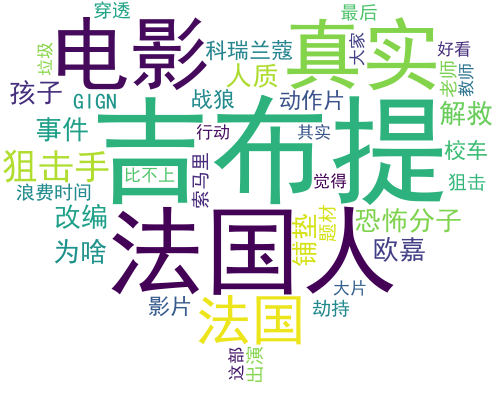 穿透
最后
电影
真实
垃圾
科瑞兰蔻
大家
好看
孩子
GIGN
人质
战狼
动作片
老师
教师
解救
事件
吉布提
行动
其实
校车
狙击手
比不上
索马里
觉得
狙击
浪费时间
改编
法国人
铺垫
题材
恐怖分子
为啥
欧嘉
影片
法国
大片
劫持
这部
出演